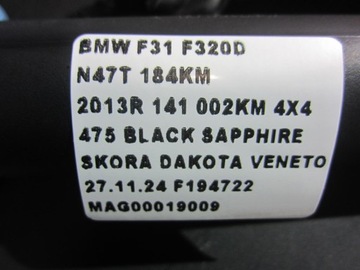 BMW F31 F320D
N47T 184KM
2013R 141 002KM 4X4
475 BLACK SAPPHIRE
SKORA DAKOTA VENETO
27.11.24 F194722
MAG00019009